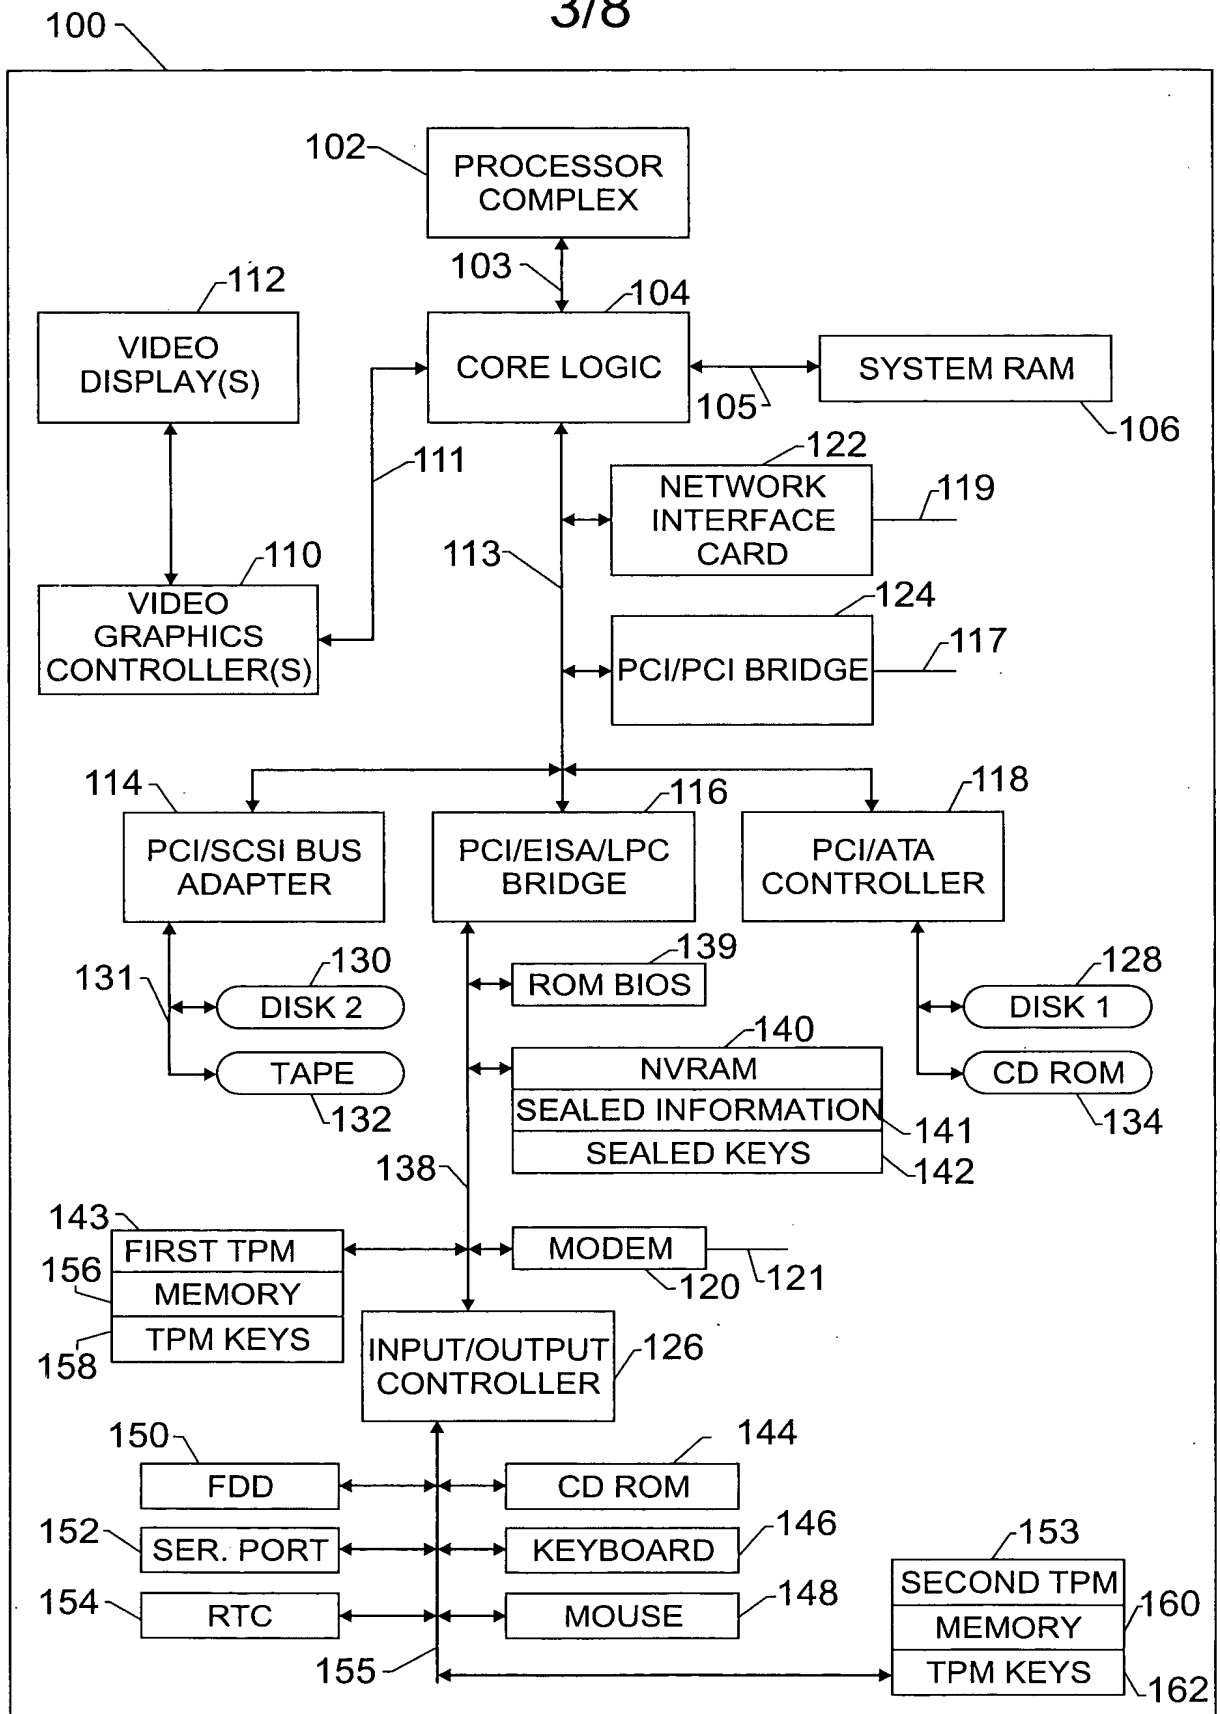 3/8
100
102
PROCESSOR
COMPLEX
103
112
104
VIDEO
DISPLAY(S)
CORE LOGIC
SYSTEM RAM
105
106
111
122
NETWORK
INTERFACE
CARD
119
113
110
VIDEO
GRAPHICS
CONTROLLER(S)
124
PCI/PCI BRIDGE
117
114
116
118
PCI/SCSI BUS
ADAPTER
PCI/EISA/LPC
BRIDGE
PCI/ATA
CONTROLLER
131
130
DISK 2
139
ROM BIOS
128
DISK 1
TAPE
132
140
NVRAM
SEALED INFORMATION
141
SEALED KEYS
142
CD ROM
134
138
143
FIRST TPM
156
MEMORY
TPM KEYS
158
MODEM
120
121
INPUT/OUTPUT
CONTROLLER
126
150
FDD
144
CD ROM
152
SER. PORT
146
KEYBOARD
154
RTC
148
MOUSE
153
SECOND TPM
MEMORY
160
TPM KEYS
162
155